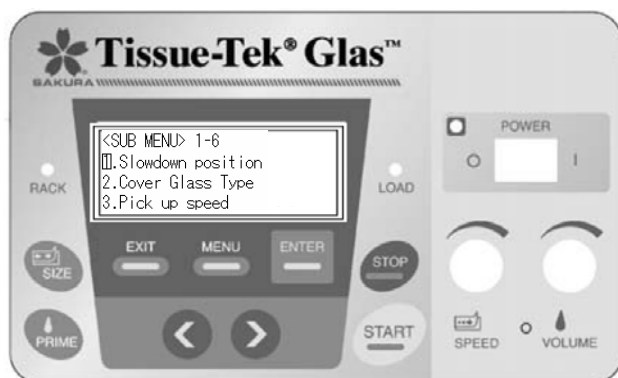 Tissue-Tek® Glas™
SAKURA
<SUB MENU> 1-6
1.Slowdown position
2.Cover Glass Type
3.Pick up speed
RACK
LOAD
POWER
O I
EXIT MENU ENTER
SIZE
STOP
PRIME
START
SPEED
VOLUME